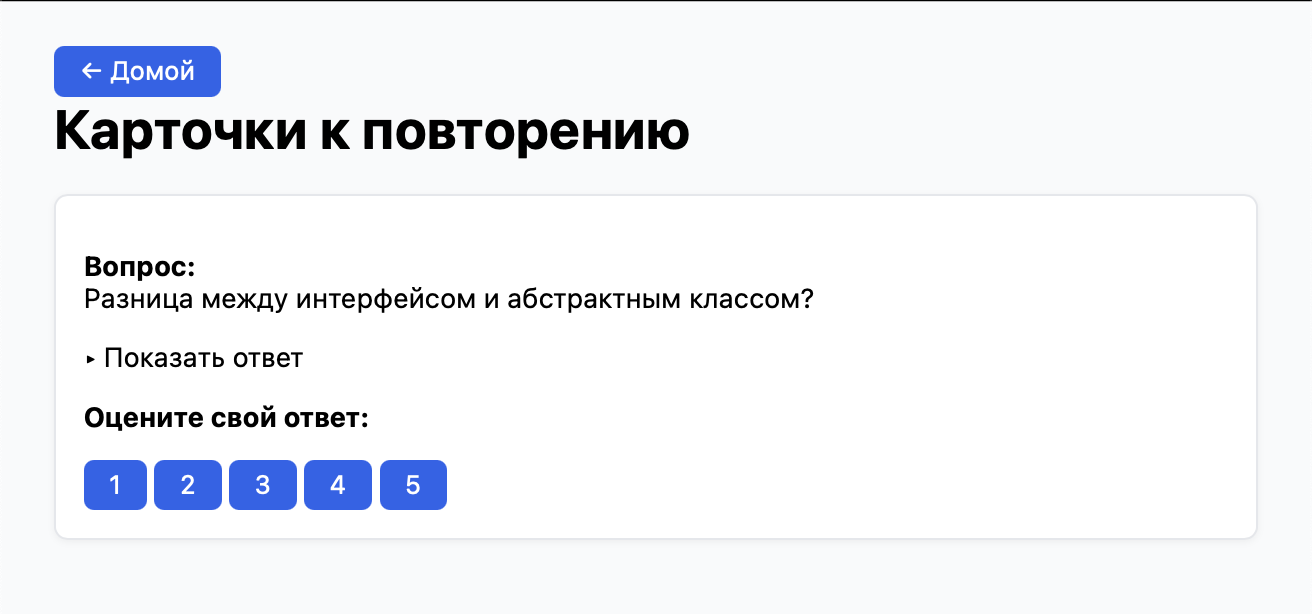 ← Домой
Карточки к повторению
Вопрос:
Разница между интерфейсом и абстрактным классом?
▸ Показать ответ
Оцените свой ответ:
1 2 3 4 5